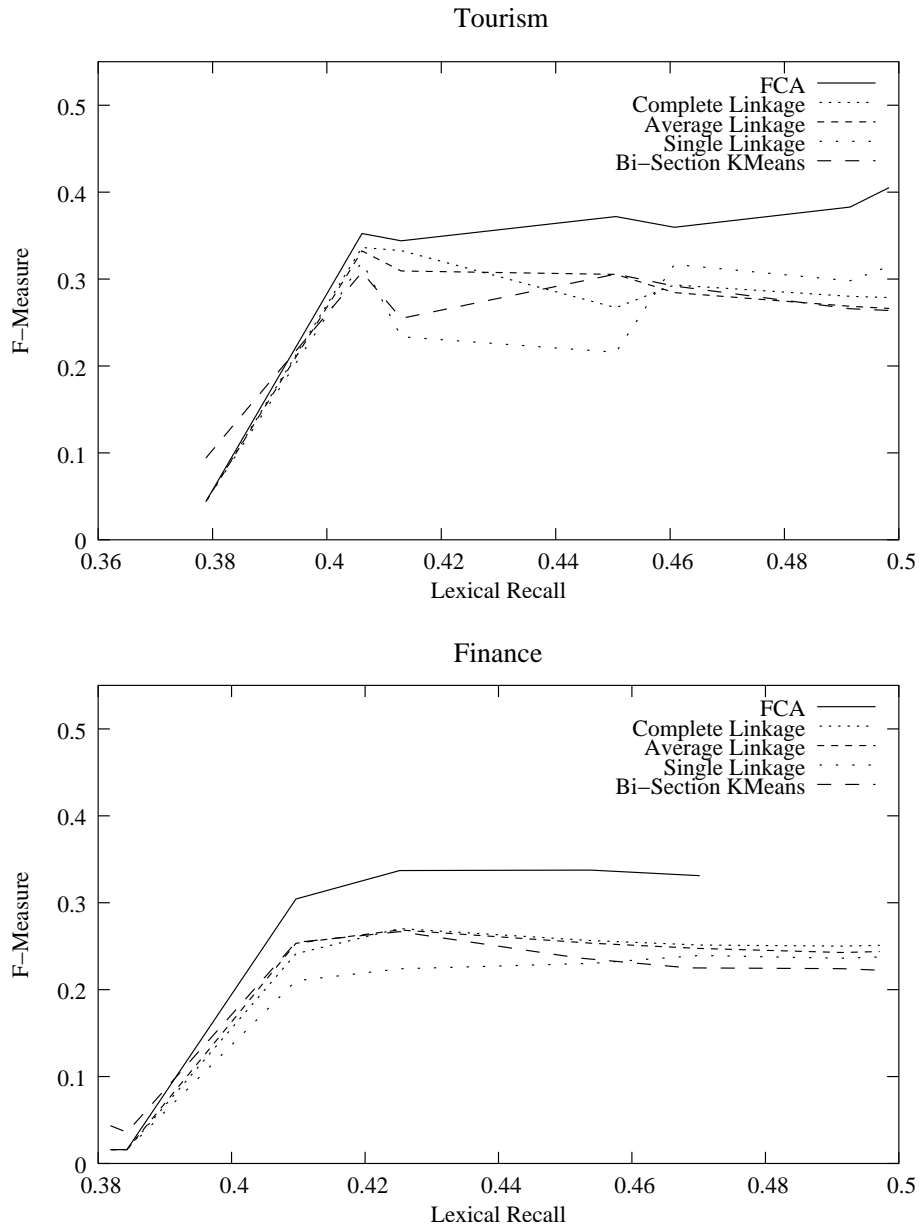 Tourism
0.5
0.4
0.3
0.2
0.1
0
F−Measure
FCA
Complete Linkage
Average Linkage
Single Linkage
Bi−Section KMeans
0.36 0.38 0.4 0.42 0.44 0.46 0.48 0.5
Lexical Recall
Finance
0.5
0.4
0.3
0.2
0.1
0
F−Measure
FCA
Complete Linkage
Average Linkage
Single Linkage
Bi−Section KMeans
0.38 0.4 0.42 0.44 0.46 0.48 0.5
Lexical Recall